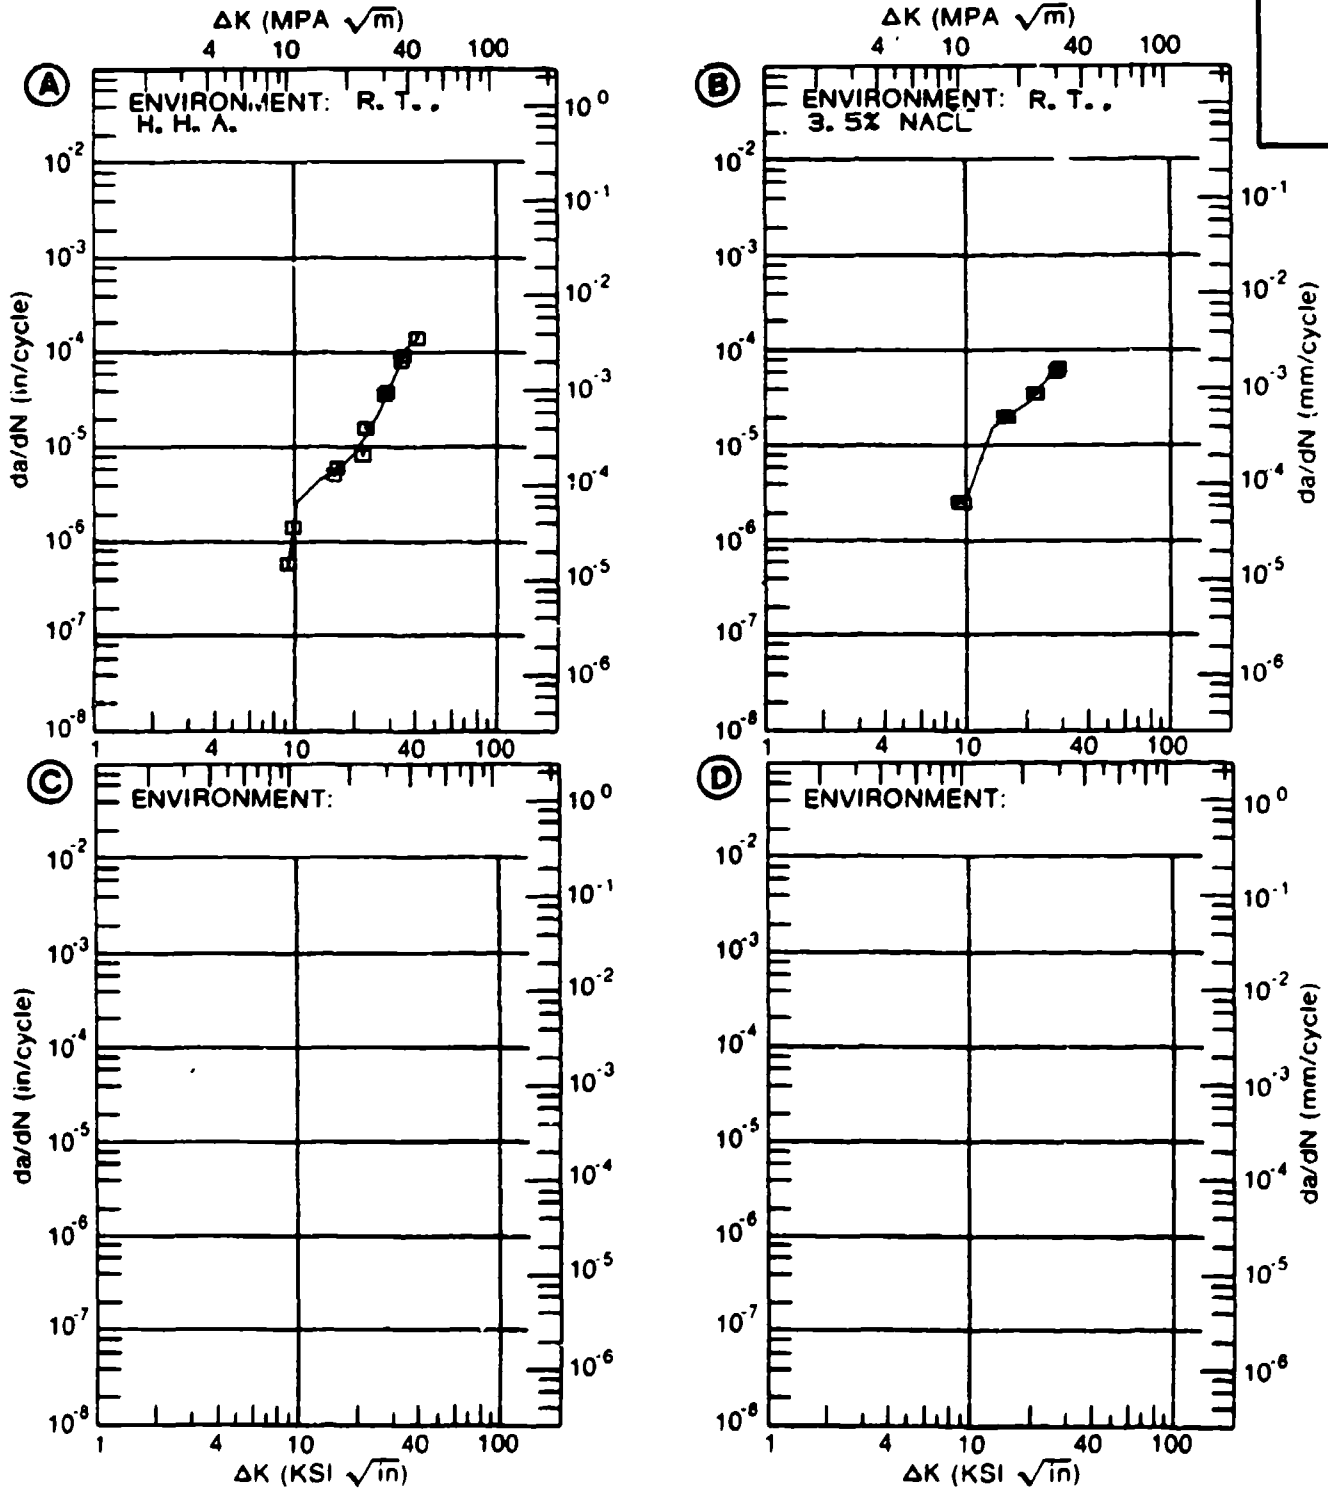 ΔK (MPA √m)
4 10 40 100
A
ENVIRONMENT: R. T. ,
H. H. A.
10⁰
10⁻¹
10⁻²
10⁻³
10⁻⁴
10⁻⁵
10⁻⁶
da/dN (in/cycle)
10⁻²
10⁻³
10⁻⁴
10⁻⁵
10⁻⁶
10⁻⁷
10⁻⁸
1 4 10 40 100
ΔK (MPA √m)
4 10 40 100
B
ENVIRONMENT: R. T. ,
3. 5% NACL
10⁻²
10⁻³
10⁻⁴
10⁻⁵
10⁻⁶
10⁻⁷
10⁻⁸
10⁻¹
10⁻²
10⁻³
10⁻⁴
10⁻⁵
10⁻⁶
da/dN (mm/cycle)
1 4 10 40 100
C
ENVIRONMENT:
da/dN (in/cycle)
10⁻²
10⁻³
10⁻⁴
10⁻⁵
10⁻⁶
10⁻⁷
10⁻⁸
10⁰
10⁻¹
10⁻²
10⁻³
10⁻⁴
10⁻⁵
10⁻⁶
1 4 10 40 100
ΔK (KSI √in)
D
ENVIRONMENT:
10⁻²
10⁻³
10⁻⁴
10⁻⁵
10⁻⁶
10⁻⁷
10⁻⁸
10⁰
10⁻¹
10⁻²
10⁻³
10⁻⁴
10⁻⁵
10⁻⁶
da/dN (mm/cycle)
1 4 10 40 100
ΔK (KSI √in)